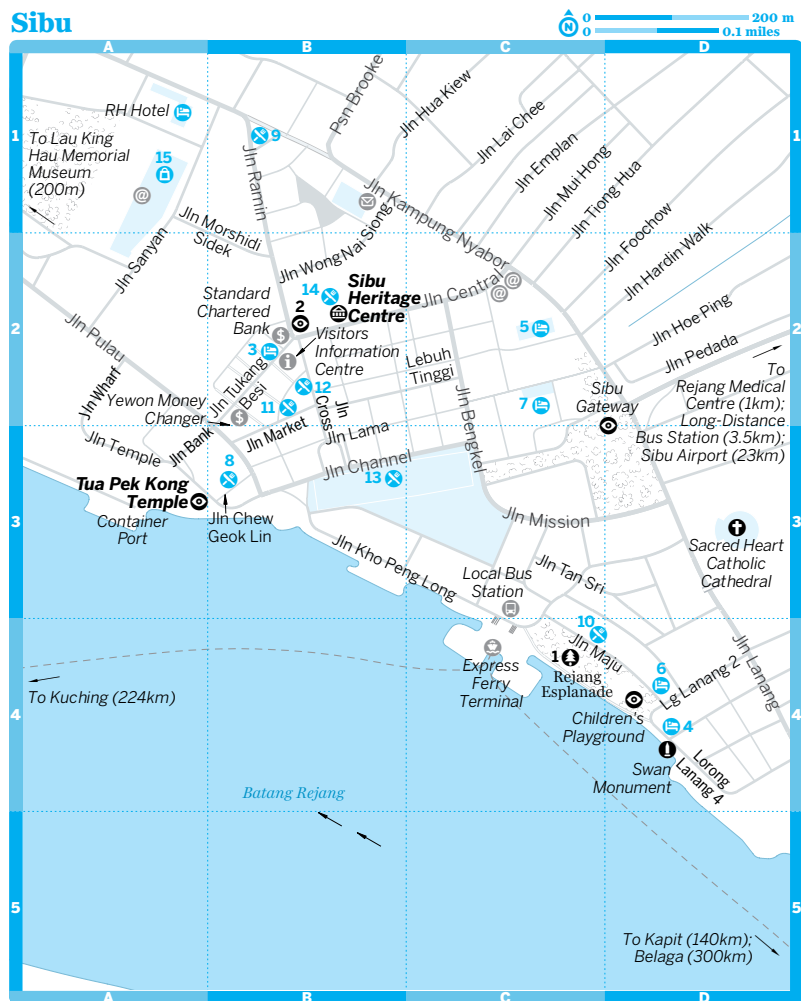 Sibu
N
0 200 m
0 0.1 miles
A B C D
1
RH Hotel
To Lau King
Hau Memorial
Museum
(200m)
15
@
9
Psn Brooke
Jln Hua Kiew
Jln Lai Chee
Jln Emplan
Jln Mui Hong
Jln Tiong Hua
Jln Foochow
Jln Hardin Walk
Jln Ramin
Jln Kampung Nyabor
Jln Morshidi
Sidek
Jln Sanyan
Jln Wong Nai Siong
1
2
Standard
Chartered
Bank
$
14
2
Sibu
Heritage
Centre
Jln Central
@
@
5
Jln Hoe Ping
Jln Pedada
Jln Pulau
3
i
Visitors
Information
Centre
Lebuh
Tinggi
2
Jln Wharf
Jln Tukang
Besi
12
11
Jln
Cross
Yewon Money
Changer
$
Jln Bengkel
7
Sibu
Gateway
To
Rejang Medical
Centre (1km);
Long-Distance
Bus Station (3.5km);
Sibu Airport (23km)
Jln Temple
Jln Bank
Jln Market
Jln Lama
Jln Channel
3
8
13
Tua Pek Kong
Temple
Container
Port
Jln Chew
Geok Lin
Jln Mission
Sacred Heart
Catholic
Cathedral
3
Jln Kho Peng Long
Local Bus
Station
Jln Tan Sri
4
10
1
Jln Maju
Rejang
Esplanade
Express
Ferry
Terminal
6
Lg Lanang 2
Jln Lanang
To Kuching (224km)
Children's
Playground
4
Swan
Monument
Lorong
Lanang 4
4
Batang Rejang
5
To Kapit (140km);
Belaga (300km)
5
A B C D